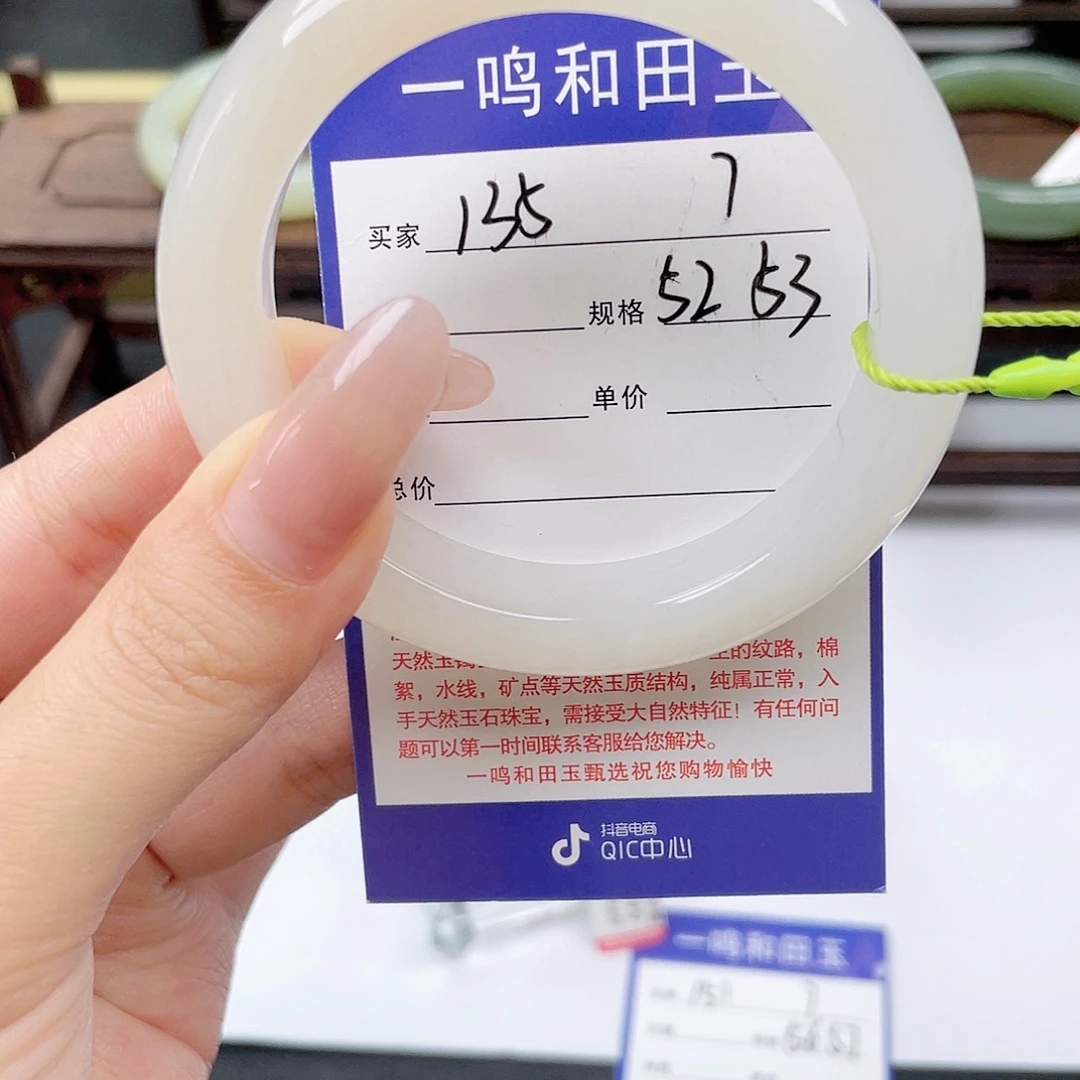 一鸣和田玉
买家 135 7
规格 52 53
单价
总价
天然玉
生的纹路，棉
絮，水线，矿点等天然玉质结构，纯属正常，入
手天然玉石珠宝，需接受大自然特征！有任何问
题可以第一时间联系客服给您解决。
一鸣和田玉甄选祝您购物愉快
抖音电商
QIC中心
一鸣和田玉
151 7